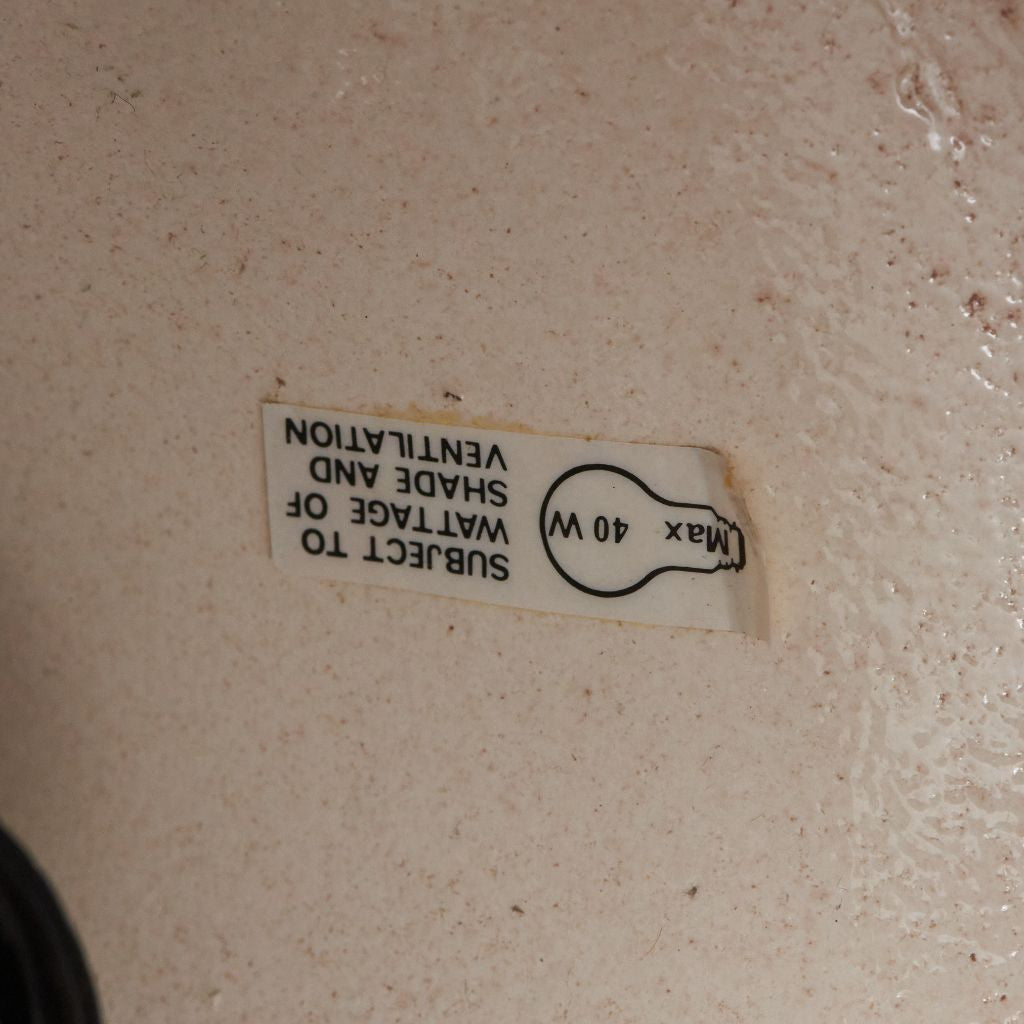 Max 40 W
SUBJECT TO
WATTAGE OF
SHADE AND
VENTILATION